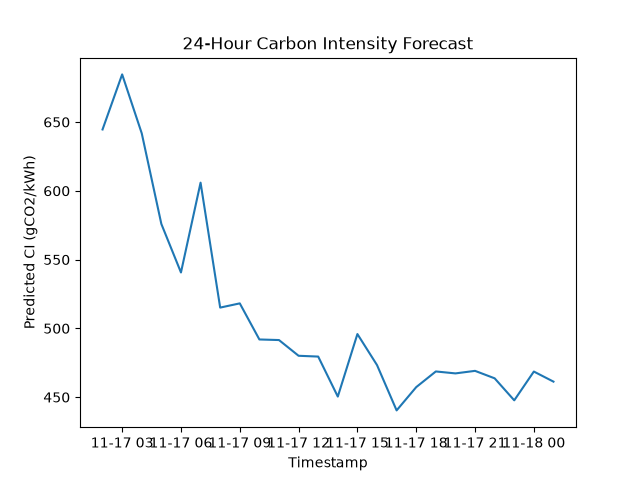 24-Hour Carbon Intensity Forecast
Predicted CI (gCO2/kWh)
650
600
550
500
450
11-17 03 11-17 06 11-17 09 11-17 12 11-17 15 11-17 18 11-17 21 11-18 00
Timestamp